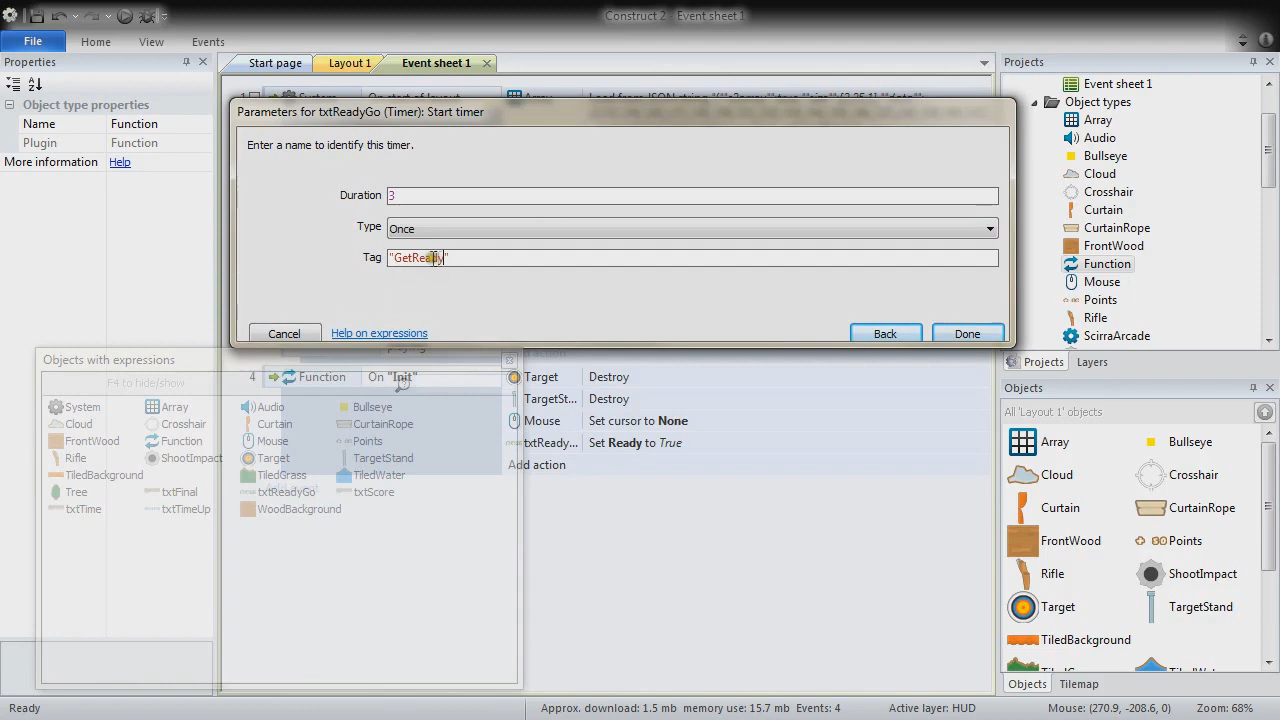 Construct 2 - Event sheet 1
File Home View Events
Properties
Start page Layout 1 Event sheet 1
Projects
Object type properties
Name Function
Plugin Function
More information Help
1 System On start of layout Array
Parameters for txtReadyGo (Timer): Start timer
Enter a name to identify this timer.
Duration 3
Type Once
Tag "GetReady"
Cancel Help on expressions Back Done
Event sheet 1
Object types
Array
Audio
Bullseye
Cloud
Crosshair
Curtain
CurtainRope
FrontWood
Function
Mouse
Points
Rifle
ScirraArcade
Projects Layers
Objects with expressions
F4 to hide/show
System Array Audio Bullseye
Cloud Crosshair Curtain CurtainRope
FrontWood Function Mouse Points
Rifle ShootImpact Target TargetStand
TiledBackground TiledGrass TiledWater
Tree txtFinal txtReadyGo txtScore
txtTime txtTimeUp WoodBackground
4 Function On "Init"
Target Destroy
TargetSt... Destroy
Mouse Set cursor to None
txtReady... Set Ready to True
Add action
Objects
All 'Layout 1' objects
Array Bullseye
Cloud Crosshair
Curtain CurtainRope
FrontWood Points
Rifle ShootImpact
Target TargetStand
TiledBackground
Objects Tilemap
Ready Approx. download: 1.5 mb memory use: 15.7 mb Events: 4 Active layer: HUD Mouse: (270.9, -208.6, 0) Zoom: 68%